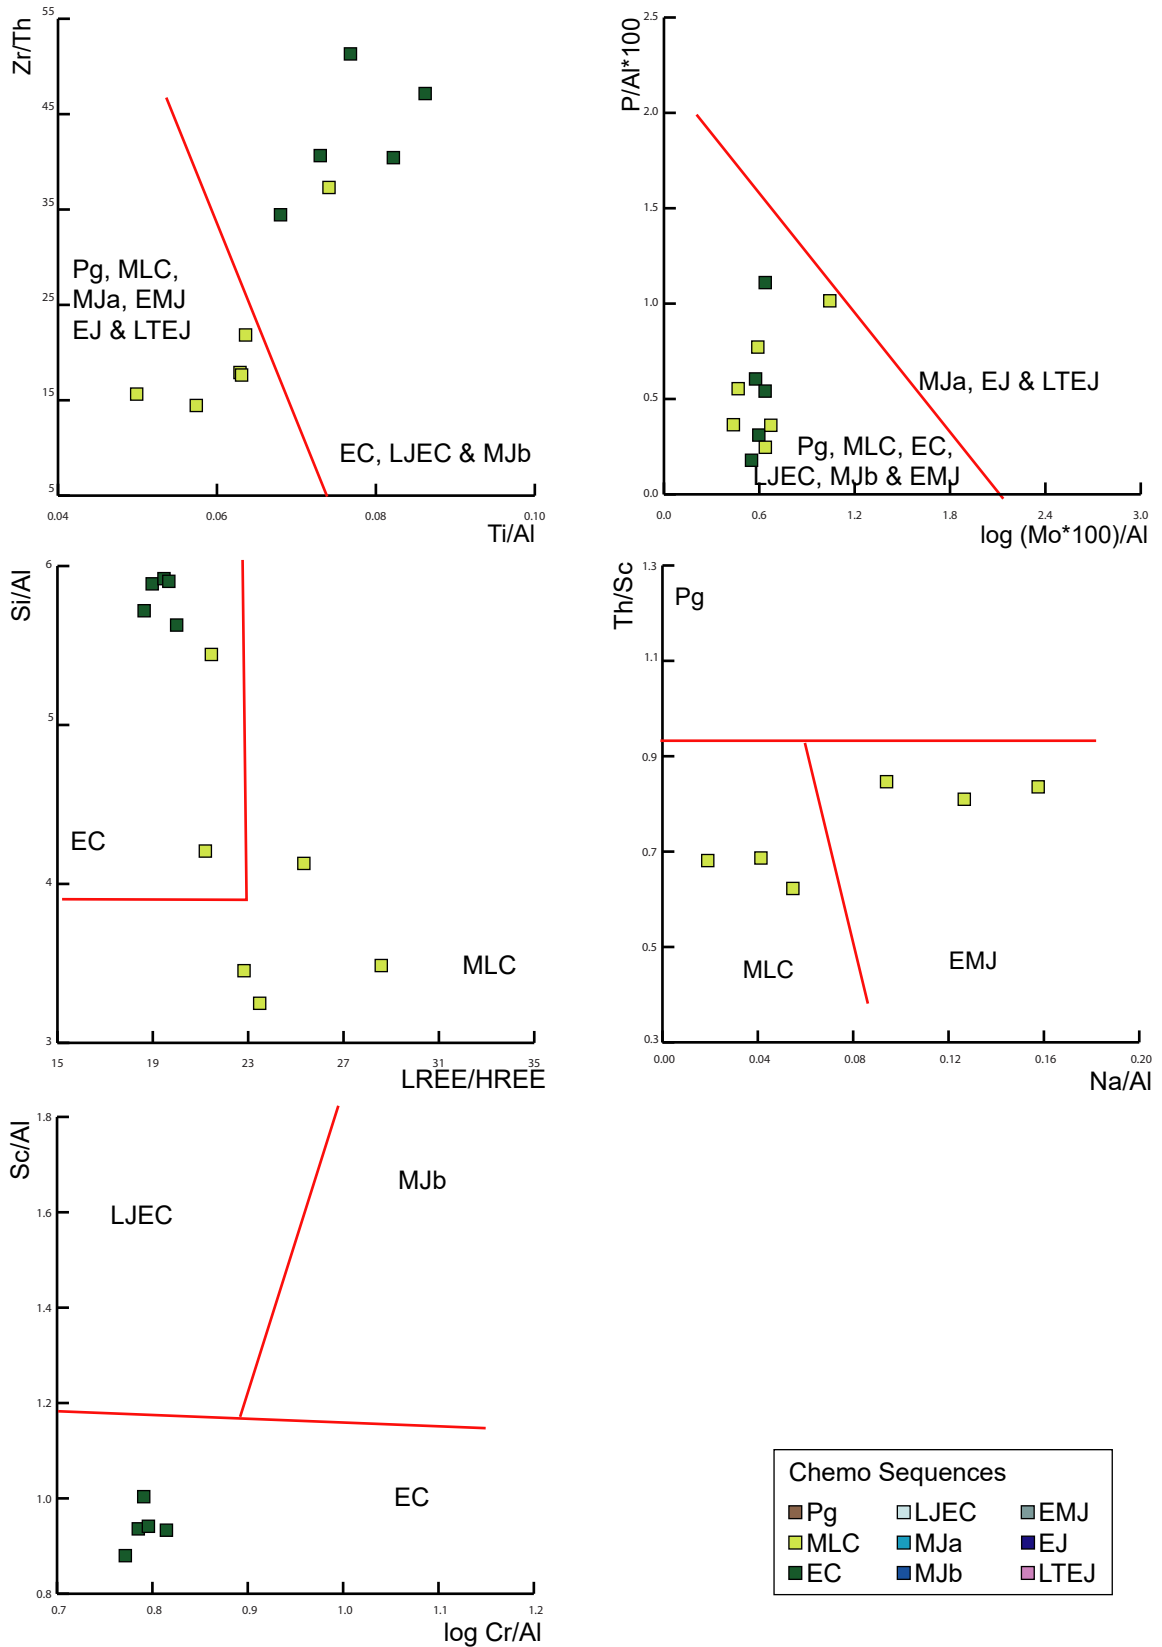 Zr/Th
55
45
35
25
15
5
Pg, MLC,
MJa, EMJ
EJ & LTEJ
EC, LJEC & MJb
0.04
0.06
0.08
0.10
Ti/Al
P/Al*100
2.5
2.0
1.5
1.0
0.5
0.0
MJa, EJ & LTEJ
Pg, MLC, EC,
LJEC, MJb & EMJ
0.0
0.6
1.2
1.8
2.4
3.0
log (Mo*100)/Al
Si/Al
6
5
4
3
EC
MLC
15
19
23
27
31
35
LREE/HREE
Th/Sc
1.3
1.1
0.9
0.7
0.5
0.3
Pg
MLC
EMJ
0.00
0.04
0.08
0.12
0.16
0.20
Na/Al
Sc/Al
1.8
1.6
1.4
1.2
1.0
0.8
LJEC
MJb
EC
0.7
0.8
0.9
1.0
1.1
1.2
log Cr/Al
Chemo Sequences
Pg LJEC EMJ
MLC MJa EJ
EC MJb LTEJ